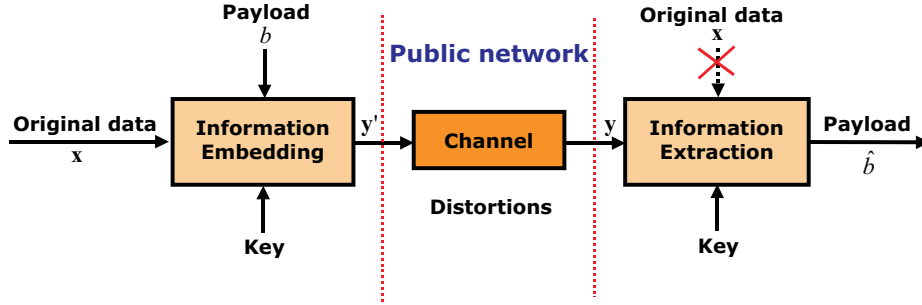 Payload
b
Original data
x
Information
Embedding
Key
y'
Public network
Channel
Distortions
y
Original data
x
Information
Extraction
Key
Payload
b̂